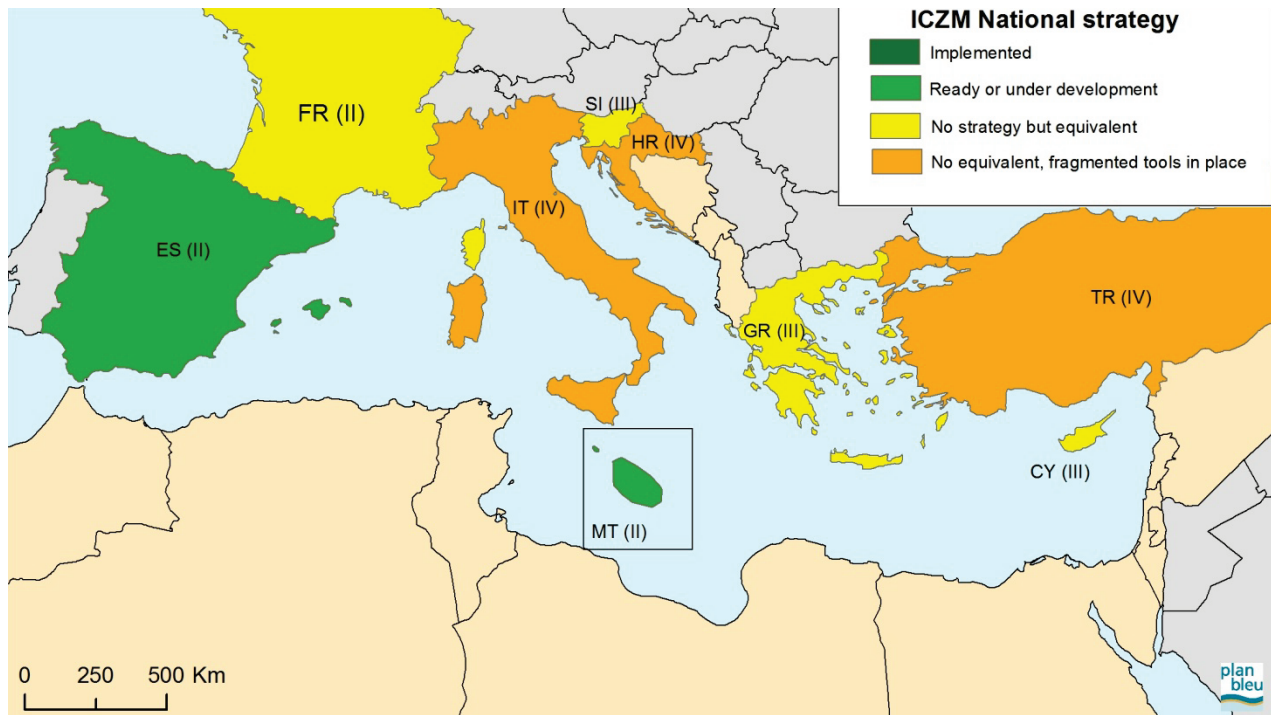 ICZM National strategy
Implemented
Ready or under development
No strategy but equivalent
No equivalent, fragmented tools in place
FR (II)
SI (III)
HR (IV)
IT (IV)
ES (II)
TR (IV)
GR (III)
CY (III)
MT (II)
0 250 500 Km
plan
bleu